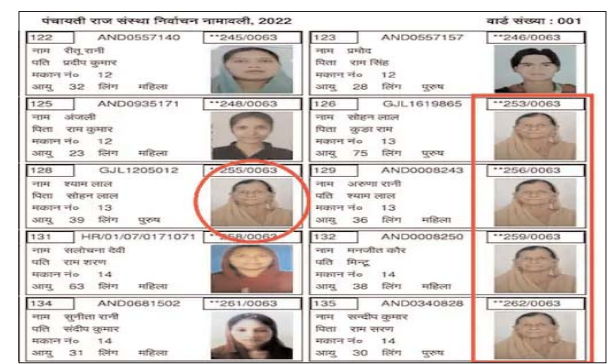 पंचायती राज संस्था निर्वाचन नामावली, 2022 वार्ड संख्या : 001
122 AND0557140 **245/0063
नाम रीतू रानी
पति प्रदीप कुमार
मकान नं० 12
आयु 32 लिंग महिला
123 AND0557157 **246/0063
नाम प्रमोद
पिता राम सिंह
मकान नं० 12
आयु 28 लिंग पुरुष
125 AND0935171 **248/0063
नाम अंजली
पिता राम कुमार
मकान नं० 12
आयु 23 लिंग महिला
126 GJL1619865 **253/0063
नाम सोहन लाल
पिता कुडा राम
मकान नं० 13
आयु 75 लिंग पुरुष
128 GJL1205012 **255/0063
नाम श्याम लाल
पिता सोहन लाल
मकान नं० 13
आयु 39 लिंग पुरुष
129 AND0008243 **256/0063
नाम अरुणा रानी
पति श्याम लाल
मकान नं० 13
आयु 36 लिंग महिला
131 HR/01/07/0171071 **258/0063
नाम सलोचना देवी
पति राम शरण
मकान नं० 14
आयु 63 लिंग महिला
132 AND0008250 **259/0063
नाम मनजीत कौर
पति मिन्टू
मकान नं० 14
आयु 38 लिंग महिला
134 AND0681502 **261/0063
नाम सुनीता रानी
पति संदीप कुमार
मकान नं० 14
आयु 31 लिंग महिला
135 AND0340828 **262/0063
नाम सन्दीप कुमार
पिता राम सरण
मकान नं० 14
आयु 30 लिंग पुरुष